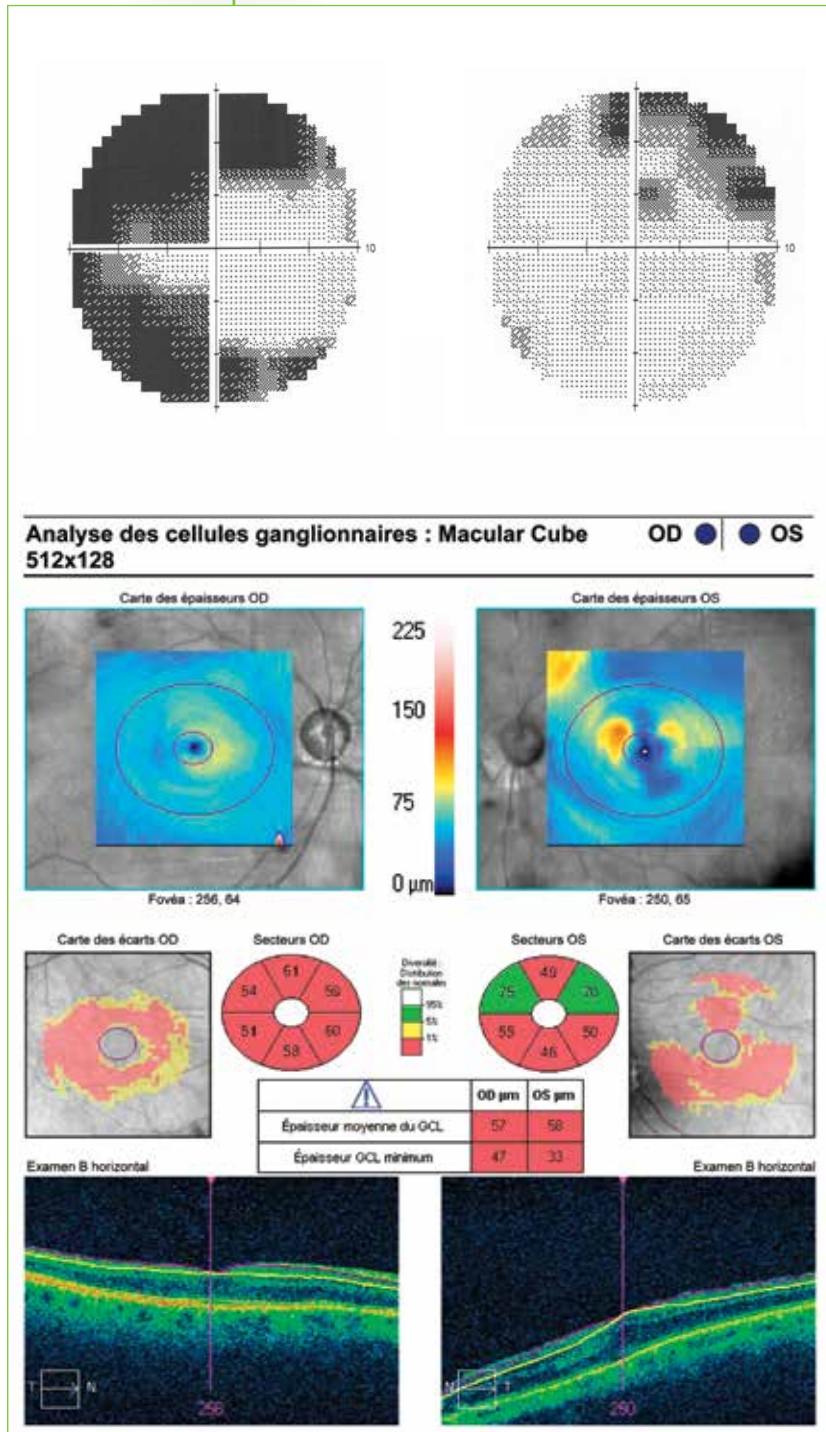 10
10
Analyse des cellules ganglionnaires : Macular Cube 512x128
OD OS
Carte des épaisseurs OD
Carte des épaisseurs OS
225
150
75
0 µm
Fovéa : 256, 64
Fovéa : 250, 65
Carte des écarts OD
Secteurs OD
Secteurs OS
Carte des écarts OS
Distribution
des normales
95%
5%
1%
61
54
51
60
58
49
75
55
50
46
OD µm OS µm
Épaisseur moyenne du GCL 57 58
Épaisseur GCL minimum 47 33
Examen B horizontal
Examen B horizontal
T N
256
N T
250